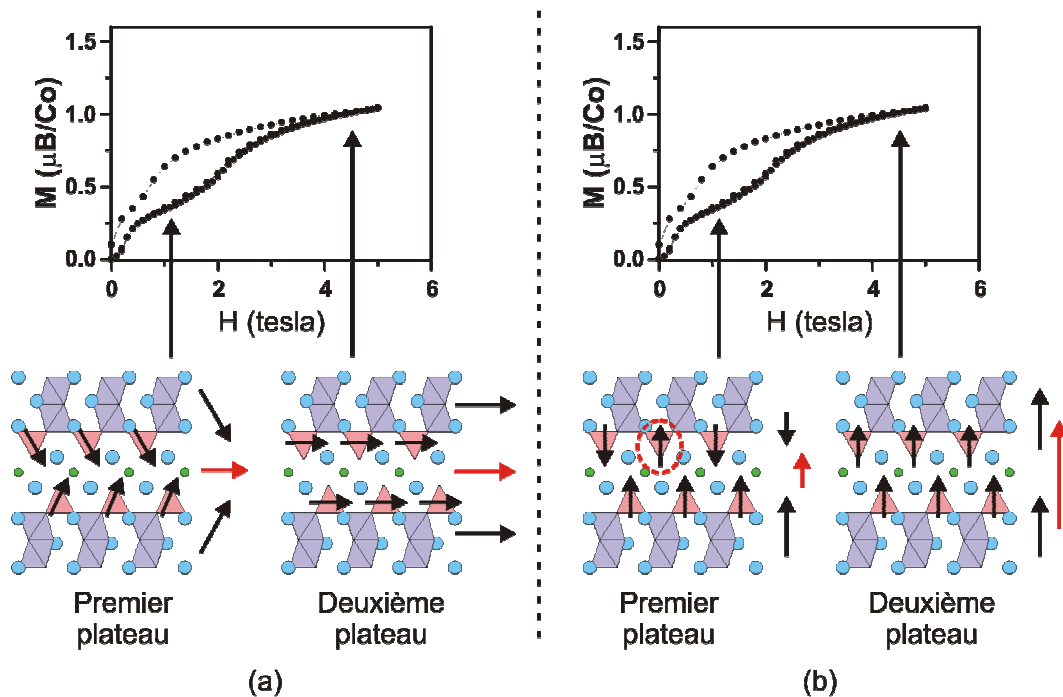 1.5
1.0
0.5
0.0
M (μB/Co)
0
2
4
6
H (tesla)
Premier
plateau
Deuxième
plateau
(a)
1.5
1.0
0.5
0.0
M (μB/Co)
0
2
4
6
H (tesla)
Premier
plateau
Deuxième
plateau
(b)